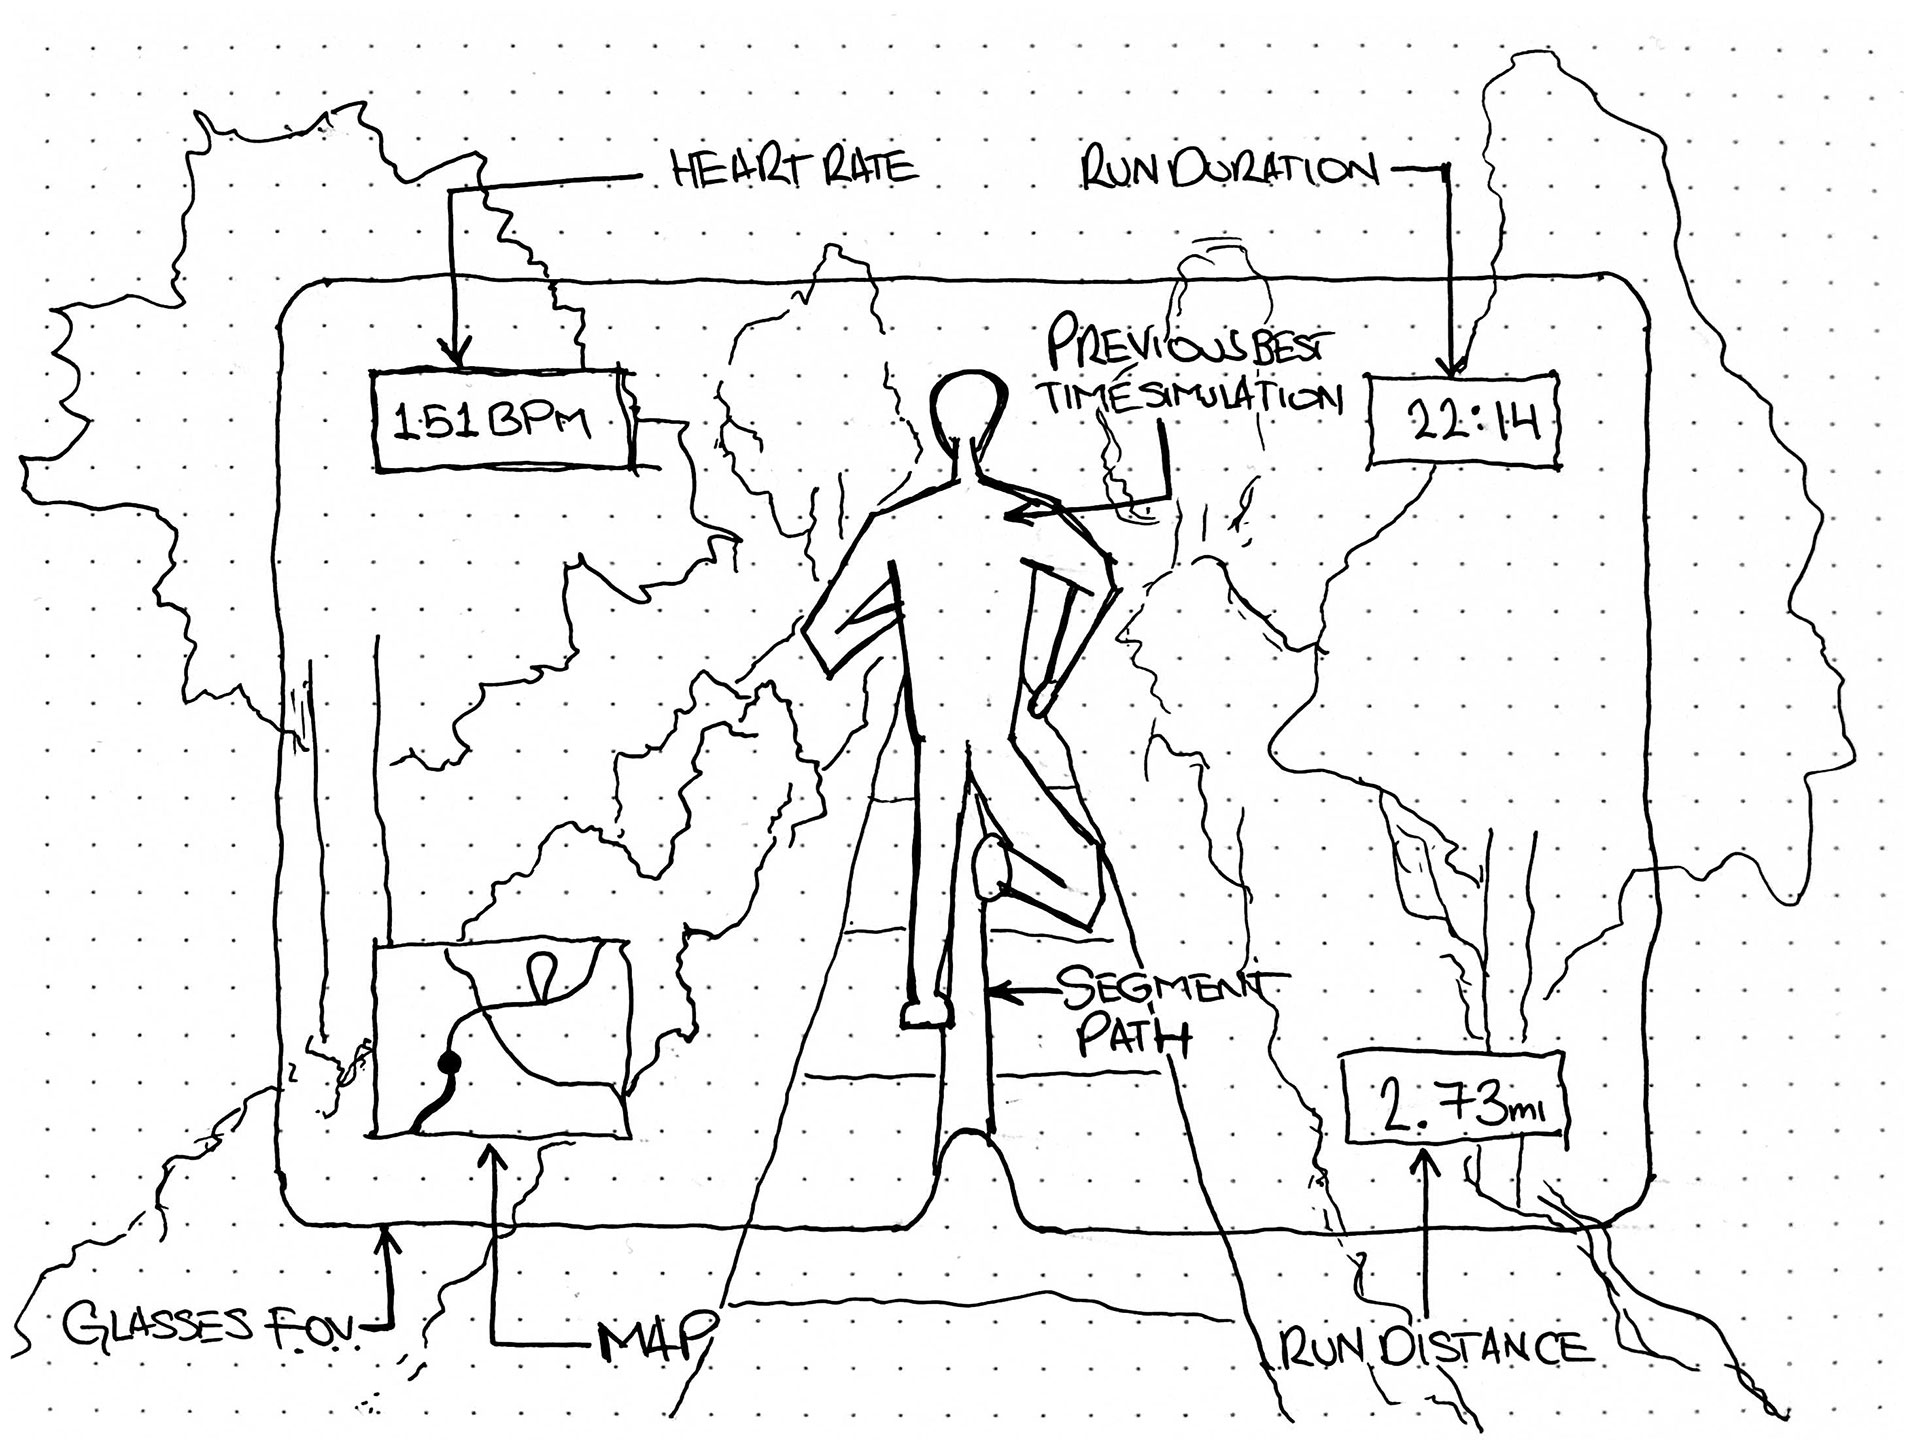 HEART RATE
RUN DURATION
PREVIOUS BEST
TIME SIMULATION
151 BPM
22:14
SEGMENT
PATH
2.73mi
GLASSES F.O.V.
MAP
RUN DISTANCE